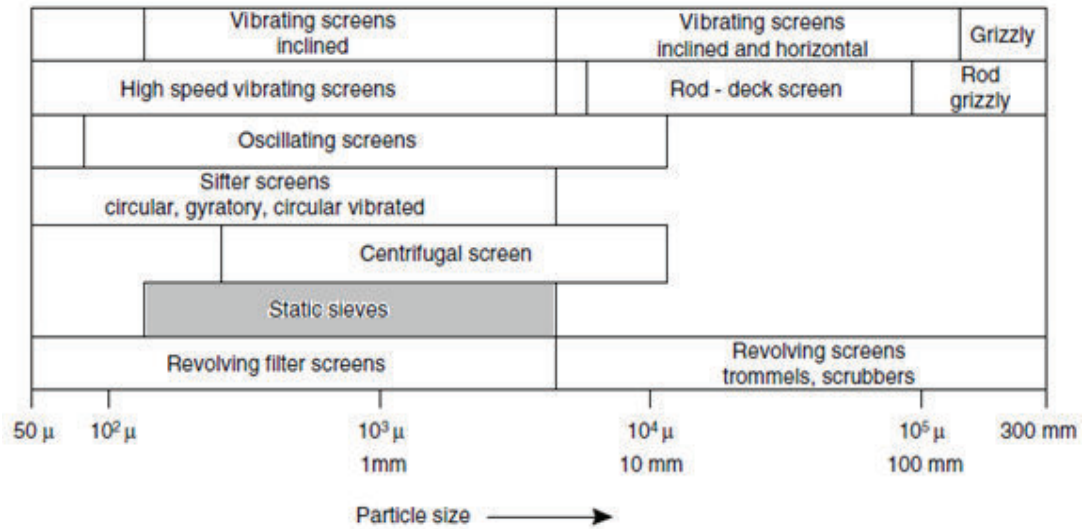 Vibrating screens
inclined
Vibrating screens
inclined and horizontal
Grizzly
High speed vibrating screens
Rod - deck screen
Rod
grizzly
Oscillating screens
Sifter screens
circular, gyratory, circular vibrated
Centrifugal screen
Static sieves
Revolving filter screens
Revolving screens
trommels, scrubbers
50 μ
10² μ
10³ μ
10⁴ μ
10⁵ μ
300 mm
1mm
10 mm
100 mm
Particle size